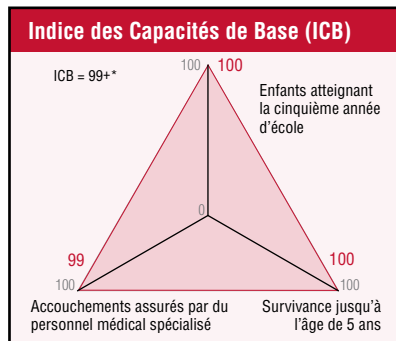 Indice des Capacités de Base (ICB)
ICB = 99+*
100
100
Enfants atteignant
la cinquième année
d'école
0
99
100
100
100
Accouchements assurés par du
personnel médical spécialisé
Survivance jusqu'à
l'âge de 5 ans